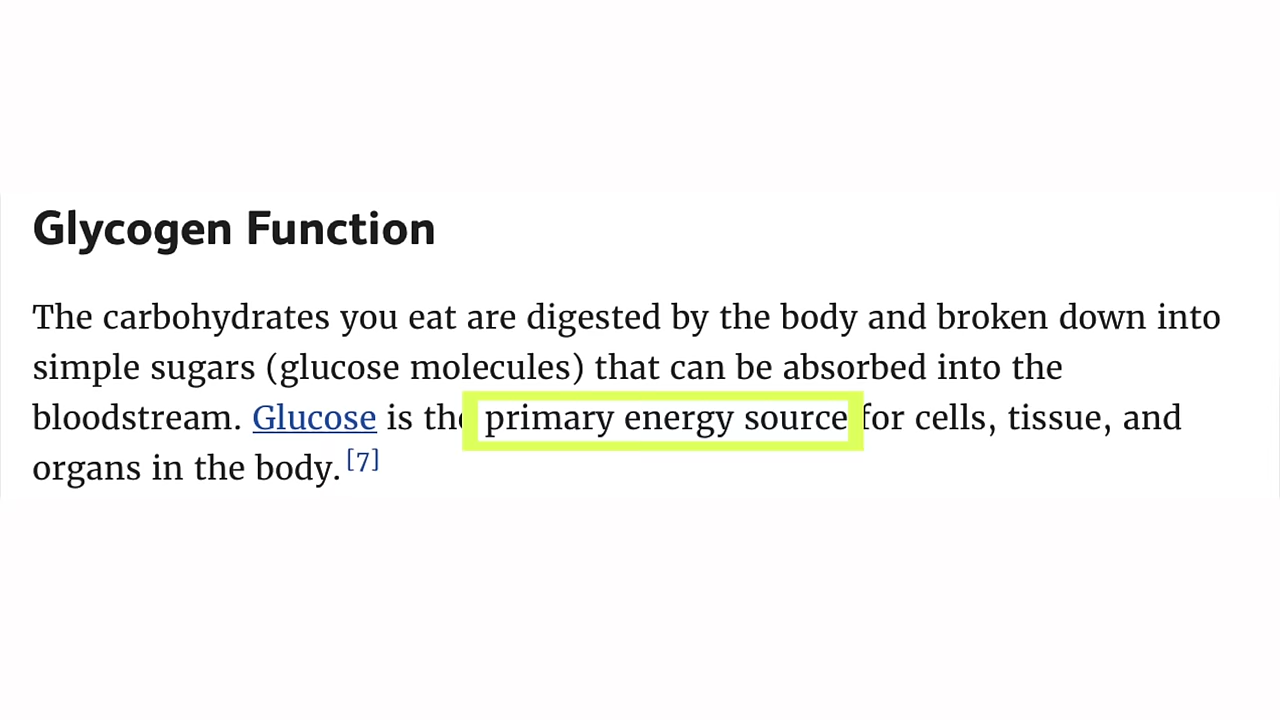 Glycogen Function
The carbohydrates you eat are digested by the body and broken down into
simple sugars (glucose molecules) that can be absorbed into the
bloodstream. Glucose is the primary energy source for cells, tissue, and
organs in the body.[7]